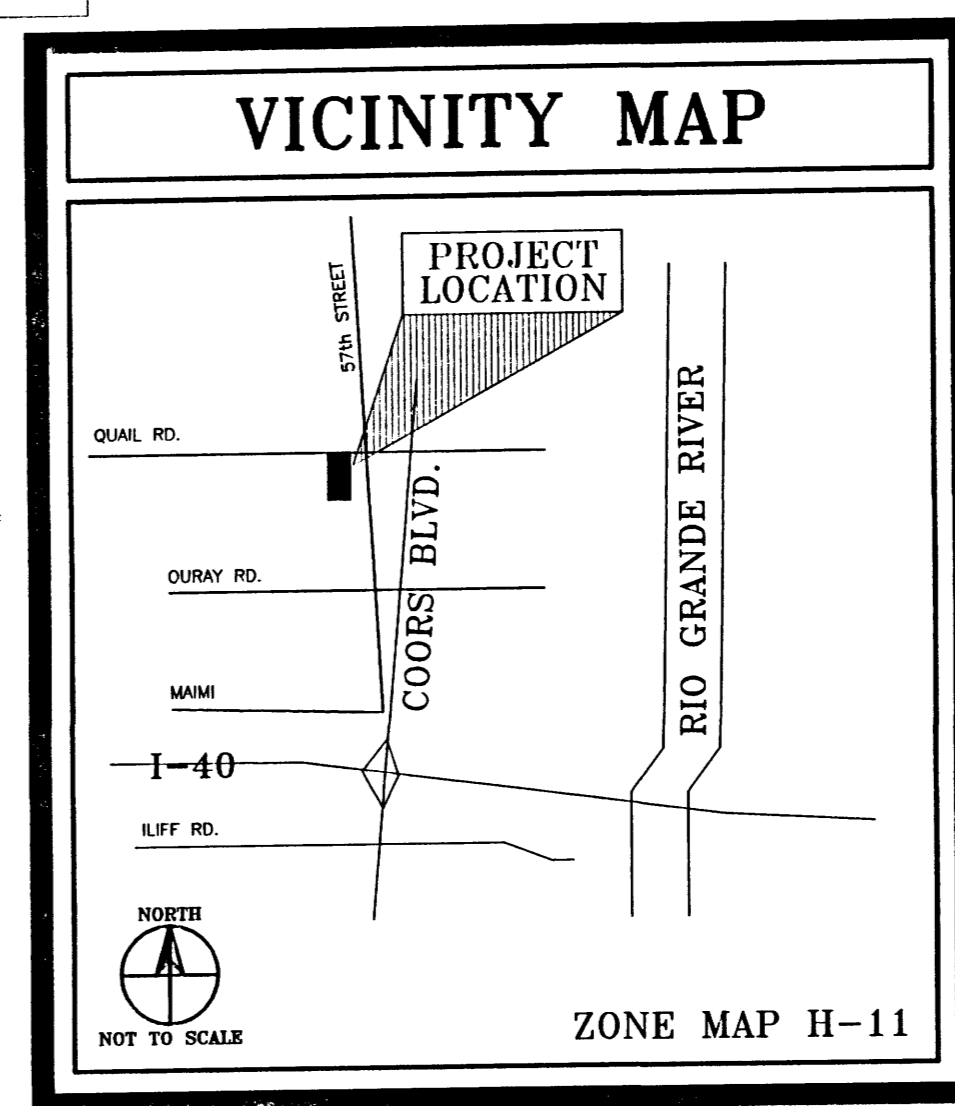 VICINITY MAP
PROJECT
LOCATION
57th STREET
QUAIL RD.
COORS BLVD.
RIO GRANDE RIVER
OURAY RD.
MAIMI
I-40
ILIFF RD.
NORTH
NOT TO SCALE
ZONE MAP H-11